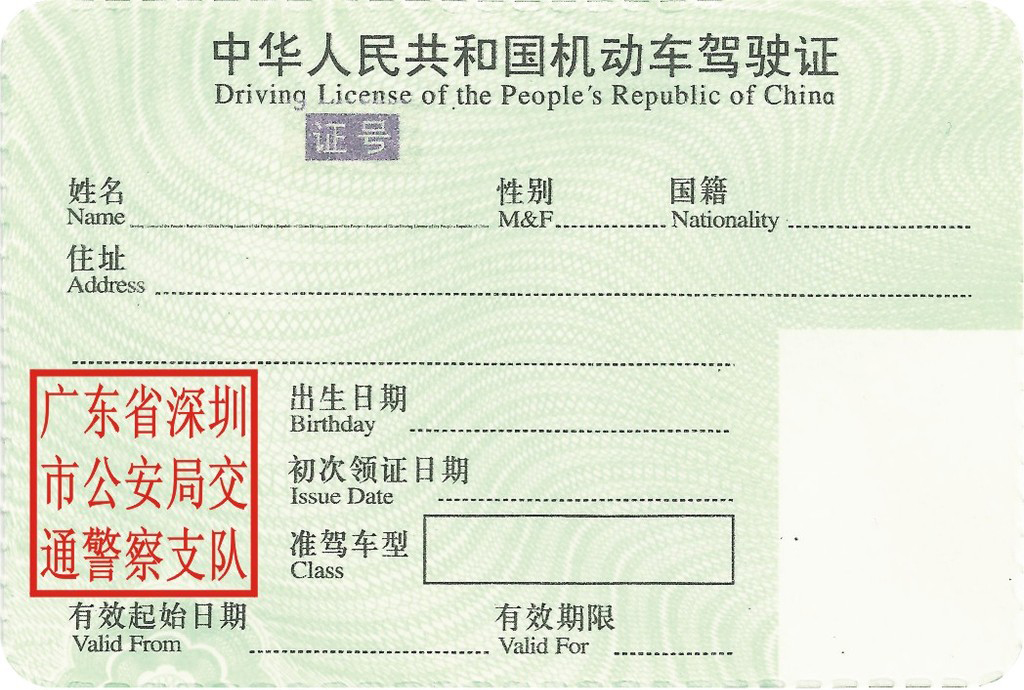 中华人民共和国机动车驾驶证
Driving License of the People's Republic of China
证号
姓名 性别 国籍
Name M&F Nationality
住址
Address
广东省深圳
市公安局交
通警察支队
出生日期
Birthday
初次领证日期
Issue Date
准驾车型
Class
有效起始日期 有效期限
Valid From Valid For